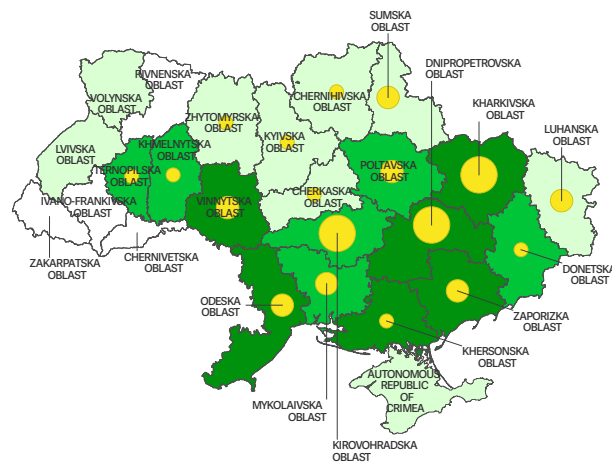 SUMSKA
OBLAST
DNIPROPETROVSKA
OBLAST
RIVNENSKA
OBLAST
VOLYNSKA
OBLAST
CHERNIHIVSKA
OBLAST
KHARKIVSKA
OBLAST
ZHYTOMYRSKA
OBLAST
LUHANSKA
OBLAST
KYIVSKA
OBLAST
LVIVSKA
OBLAST
KHMELNYTSKA
OBLAST
TERNOPILSKA
OBLAST
POLTAVSKA
OBLAST
CHERKASKA
OBLAST
IVANO-FRANKIVSKA
OBLAST
VINNYTSKA
OBLAST
ZAKARPATSKA
OBLAST
CHERNIVETSKA
OBLAST
DONETSKA
OBLAST
ODESKA
OBLAST
ZAPORIZKA
OBLAST
KHERSONSKA
OBLAST
AUTONOMOUS
REPUBLIC
OF
CRIMEA
MYKOLAIVSKA
OBLAST
KIROVOHRADSKA
OBLAST